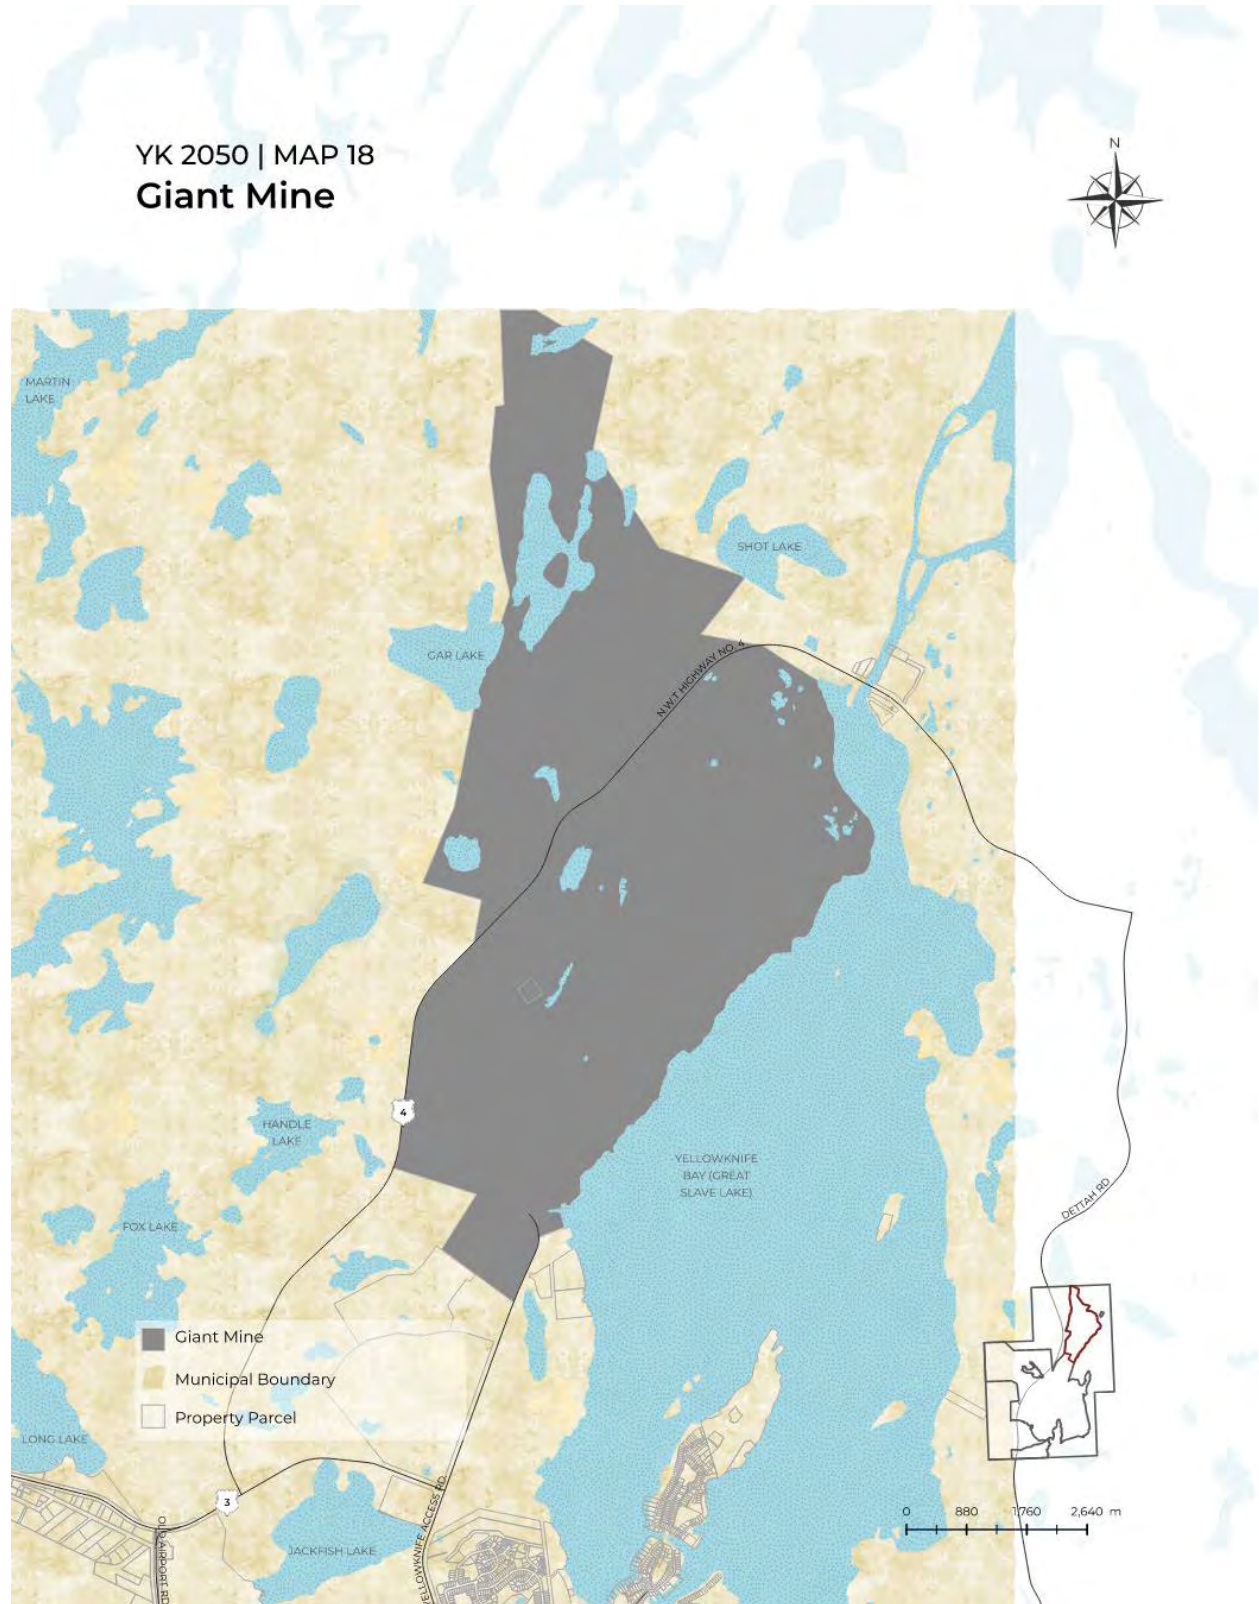 YK 2050 | MAP 18
Giant Mine
N
MARTIN
LAKE
SHOT LAKE
GAR LAKE
N.W.T HIGHWAY NO. 4
4
HANDLE
LAKE
YELLOWKNIFE
BAY (GREAT
SLAVE LAKE)
DETTAH RD
FOX LAKE
Giant Mine
Municipal Boundary
Property Parcel
LONG LAKE
3
OLD AIRPORT RD
JACKFISH LAKE
YELLOWKNIFE ACCESS RD
0 880 1,760 2,640 m